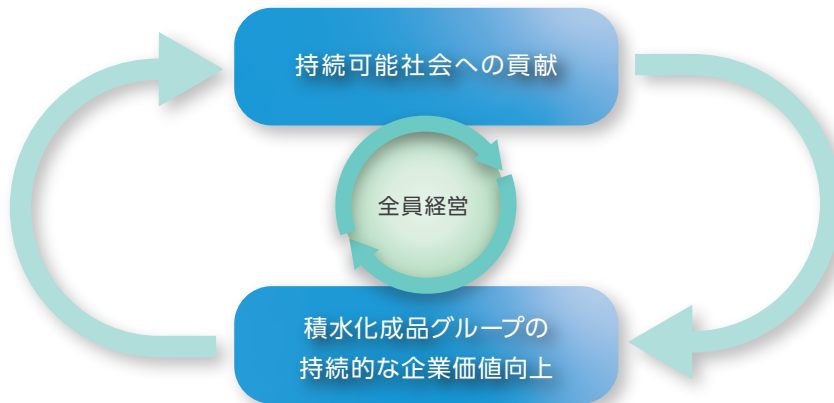 持続可能社会への貢献
全員経営
積水化成品グループの
持続的な企業価値向上